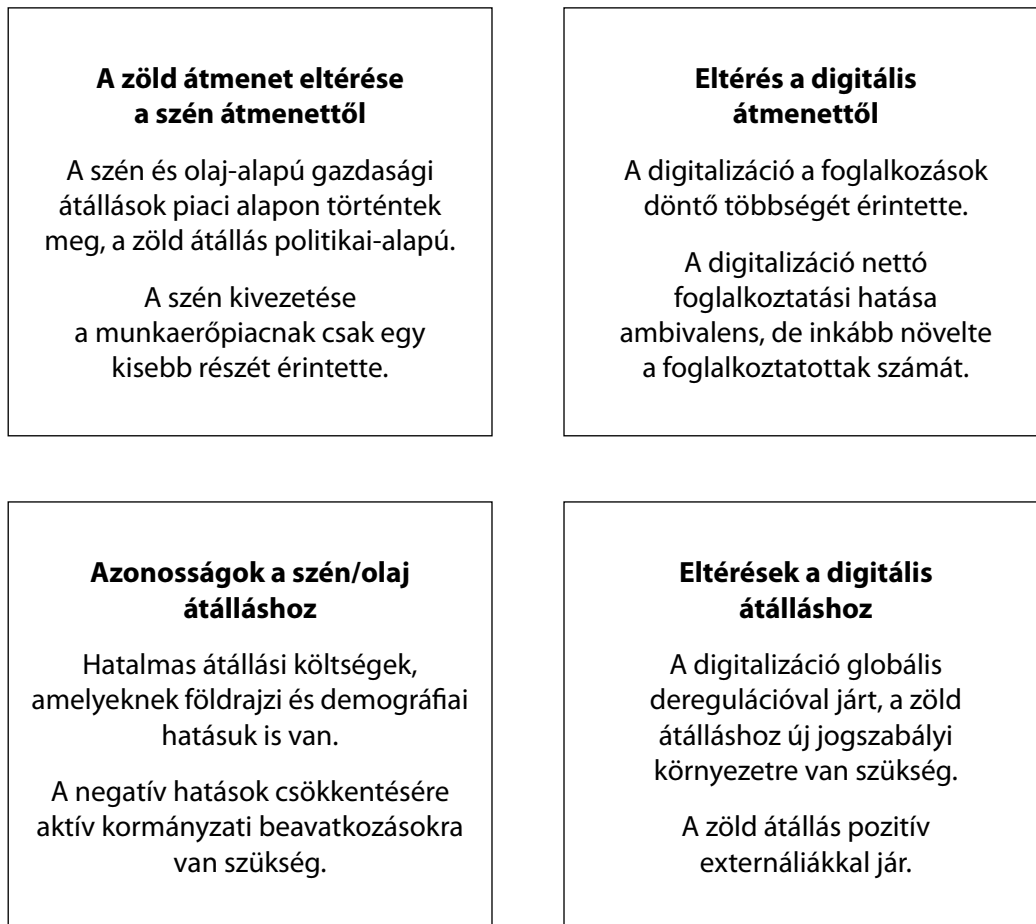 A zöld átmenet eltérése
a szén átmenettől
A szén és olaj-alapú gazdasági
átállások piaci alapon történtek
meg, a zöld átállás politikai-alapú.
A szén kivezetése
a munkaerőpiacnak csak egy
kisebb részét érintette.
Eltérés a digitális
átmenettől
A digitalizáció a foglalkozások
döntő többségét érintette.
A digitalizáció nettó
foglalkoztatási hatása
ambivalens, de inkább növelte
a foglalkoztatottak számát.
Azonosságok a szén/olaj
átálláshoz
Hatalmas átállási költségek,
amelyeknek földrajzi és demográfiai
hatásuk is van.
A negatív hatások csökkentésére
aktív kormányzati beavatkozásokra
van szükség.
Eltérések a digitális
átálláshoz
A digitalizáció globális
deregulációval járt, a zöld
átálláshoz új jogszabályi
környezetre van szükség.
A zöld átállás pozitív
externáliákkal jár.